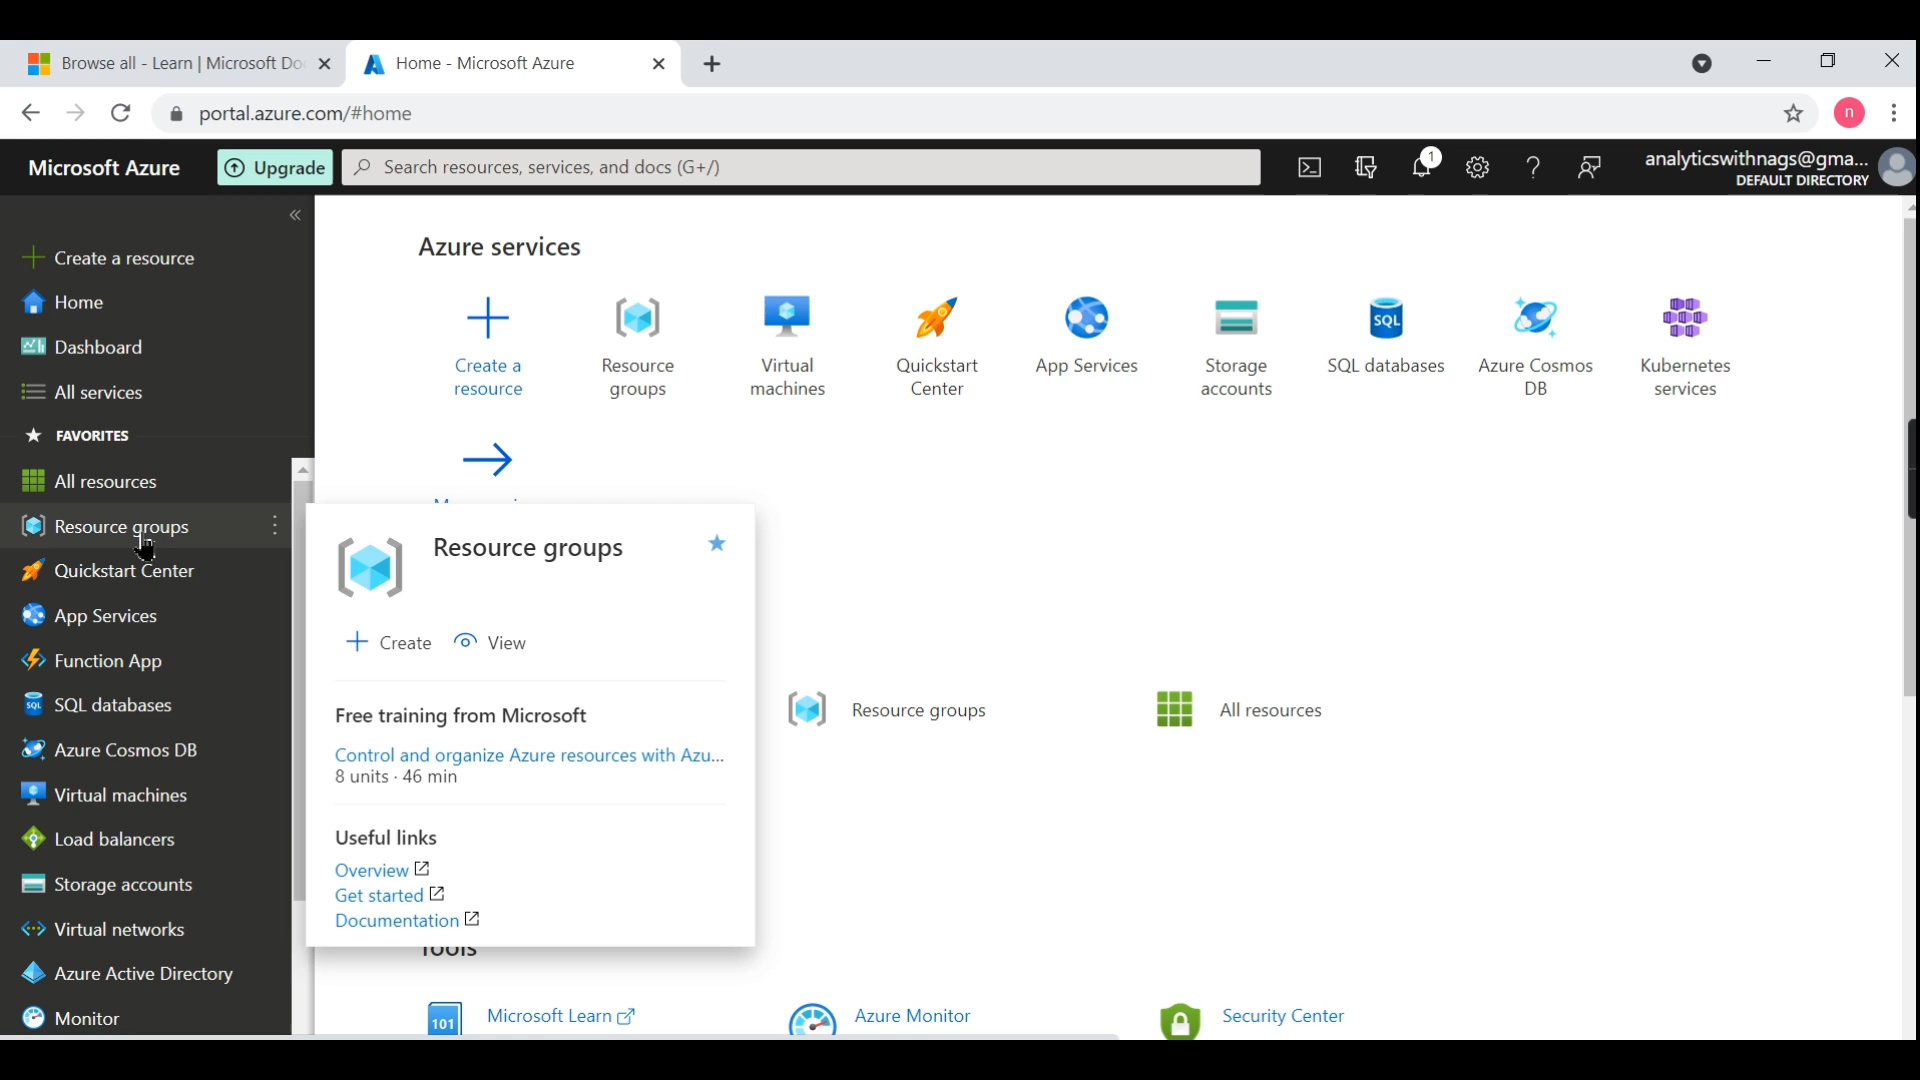 Browse all - Learn | Microsoft Do
Home - Microsoft Azure
portal.azure.com/#home
n
Microsoft Azure
Upgrade
Search resources, services, and docs (G+/)
1
analyticswithnags@gma...
DEFAULT DIRECTORY
Create a resource
Home
Dashboard
All services
FAVORITES
All resources
Resource groups
Quickstart Center
App Services
Function App
SQL databases
Azure Cosmos DB
Virtual machines
Load balancers
Storage accounts
Virtual networks
Azure Active Directory
Monitor
Azure services
Create a
resource
Resource
groups
Virtual
machines
Quickstart
Center
App Services
Storage
accounts
SQL
SQL databases
Azure Cosmos
DB
Kubernetes
services
Resource groups
Create
View
Free training from Microsoft
Control and organize Azure resources with Azu...
8 units · 46 min
Useful links
Overview
Get started
Documentation
Resource groups
All resources
Tools
101
Microsoft Learn
Azure Monitor
Security Center